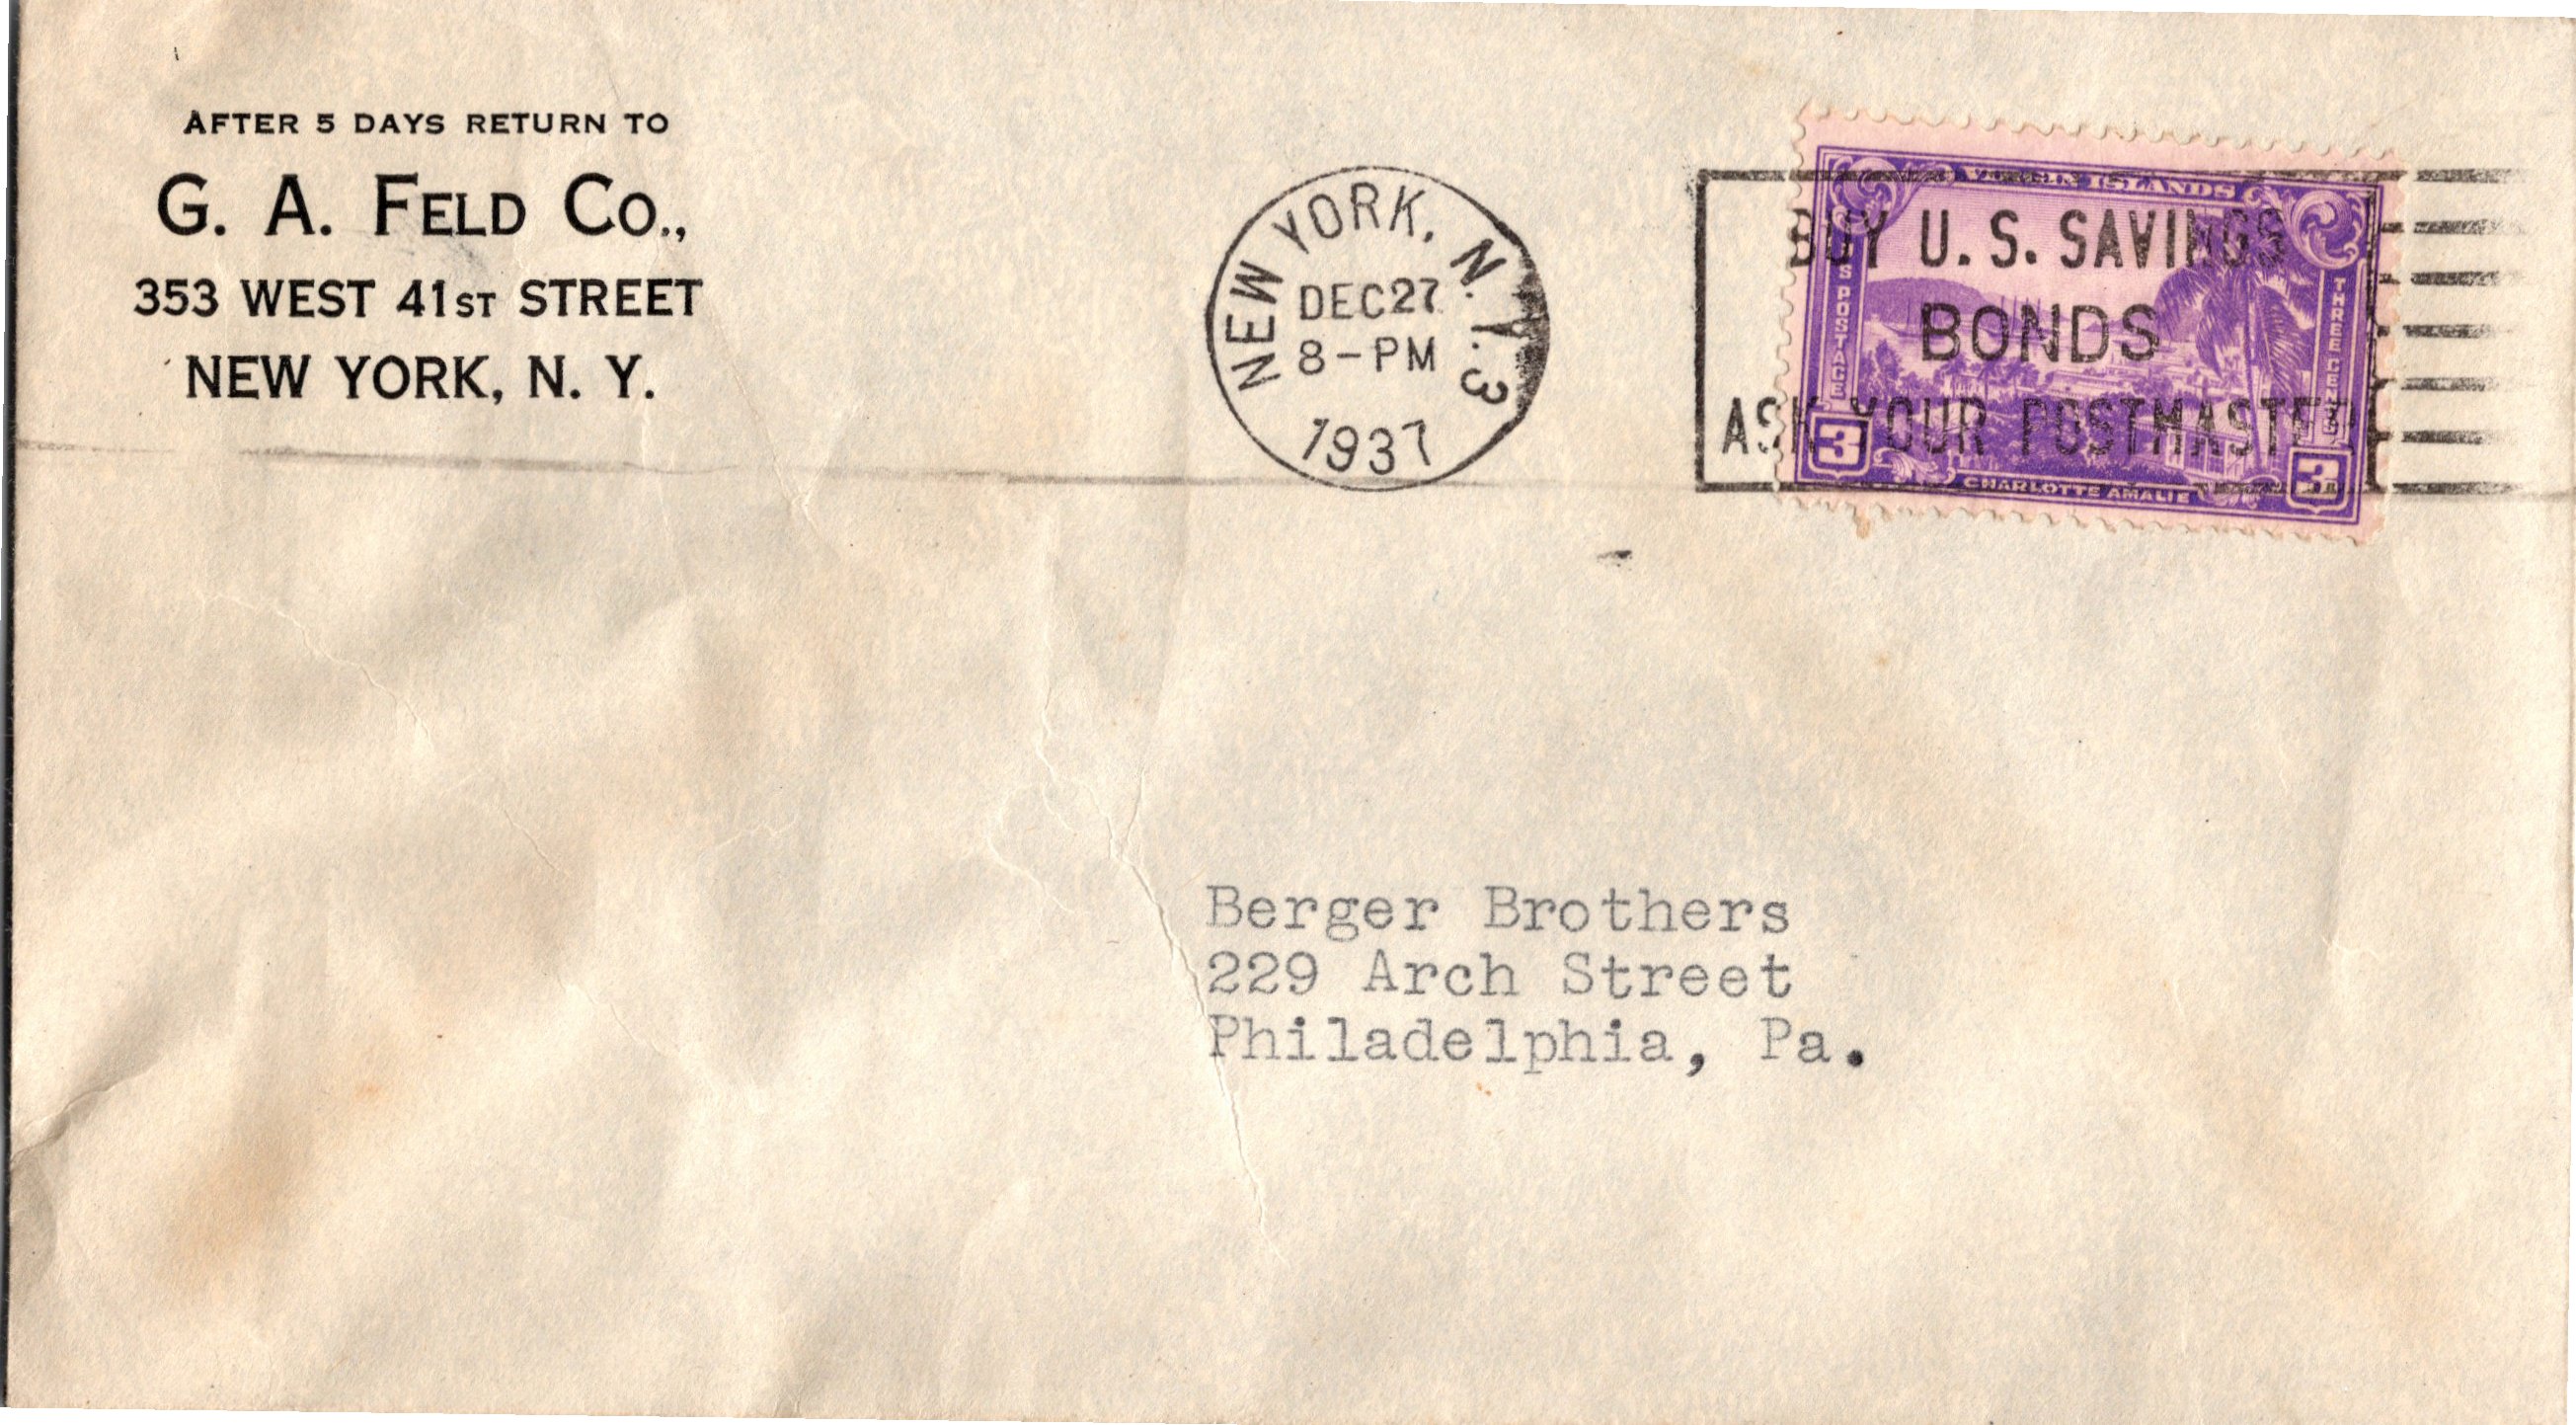 AFTER 5 DAYS RETURN TO
G. A. FELD CO.,
353 WEST 41ST STREET
NEW YORK, N. Y.
NEW YORK, N. Y. 3
DEC 27
8-PM
1937
BUY U.S. SAVINGS
BONDS
ASK YOUR POSTMASTER
VIRGIN ISLANDS
U S POSTAGE
THREE CENTS
3
3
CHARLOTTE AMALIE
Berger Brothers
229 Arch Street
Philadelphia, Pa.